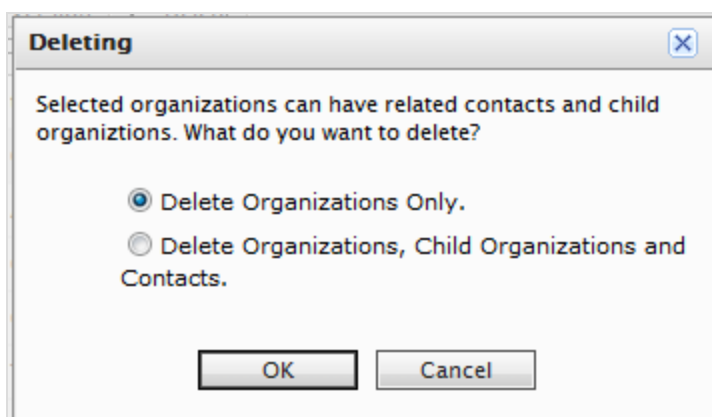 Deleting
Selected organizations can have related contacts and child
organiztions. What do you want to delete?
Delete Organizations Only.
Delete Organizations, Child Organizations and
Contacts.
OK
Cancel